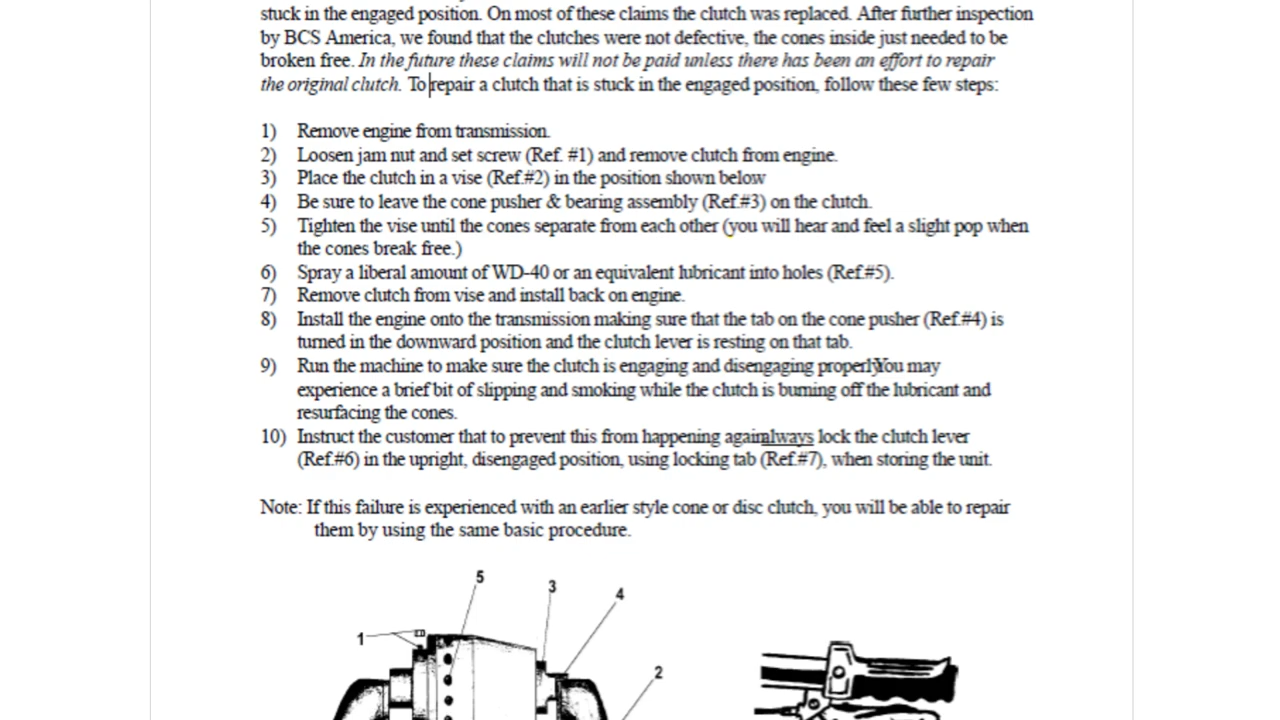 stuck in the engaged position. On most of these claims the clutch was replaced. After further inspection
by BCS America, we found that the clutches were not defective, the cones inside just needed to be
broken free. In the future these claims will not be paid unless there has been an effort to repair
the original clutch. To repair a clutch that is stuck in the engaged position, follow these few steps:
1) Remove engine from transmission.
2) Loosen jam nut and set screw (Ref. #1) and remove clutch from engine.
3) Place the clutch in a vise (Ref.#2) in the position shown below
4) Be sure to leave the cone pusher & bearing assembly (Ref.#3) on the clutch.
5) Tighten the vise until the cones separate from each other (you will hear and feel a slight pop when
the cones break free.)
6) Spray a liberal amount of WD-40 or an equivalent lubricant into holes (Ref.#5).
7) Remove clutch from vise and install back on engine.
8) Install the engine onto the transmission making sure that the tab on the cone pusher (Ref.#4) is
turned in the downward position and the clutch lever is resting on that tab.
9) Run the machine to make sure the clutch is engaging and disengaging properly You may
experience a brief bit of slipping and smoking while the clutch is burning off the lubricant and
resurfacing the cones.
10) Instruct the customer that to prevent this from happening again always lock the clutch lever
(Ref.#6) in the upright, disengaged position, using locking tab (Ref.#7), when storing the unit.
Note: If this failure is experienced with an earlier style cone or disc clutch, you will be able to repair
them by using the same basic procedure.
5
3
4
1
2